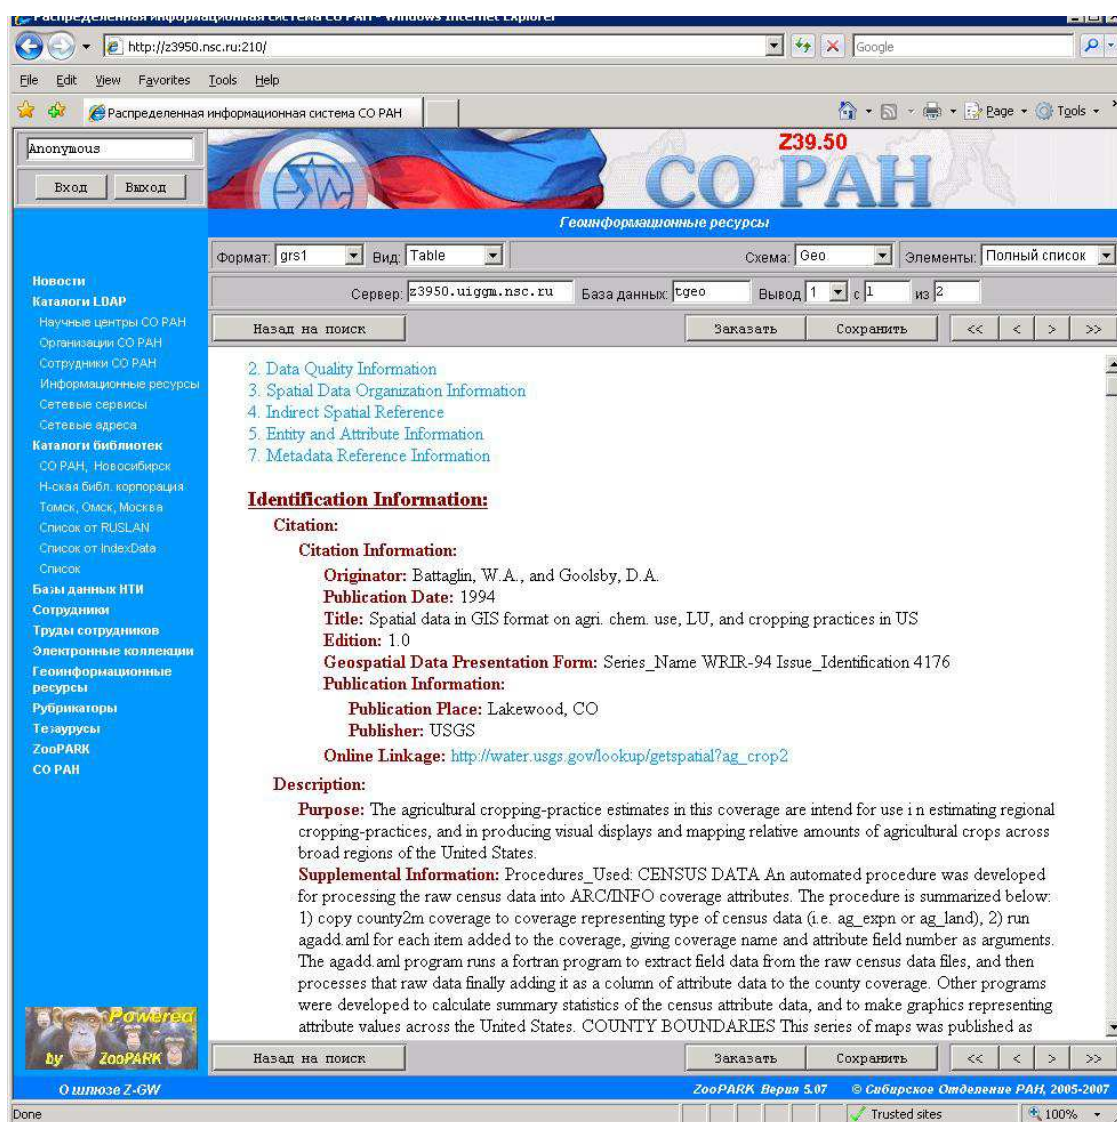 Распределенная информационная система СО РАН - Windows Internet Explorer
http://z3950.nsc.ru:210/
Google
File Edit View Favorites Tools Help
Распределенная информационная система СО РАН
Page Tools
Anonymous
Вход Выход
Z39.50
СО РАН
Геоинформационные ресурсы
Формат: grs1 Вид: Table Схема: Geo Элементы: Полный список
Сервер: z3950.uiggm.nsc.ru База данных: tgeo Вывод 1 с 1 из 2
Назад на поиск Заказать Сохранить << < > >>
Новости
Каталоги LDAP
Научные центры СО РАН
Организации СО РАН
Сотрудники СО РАН
Информационные ресурсы
Сетевые сервисы
Сетевые адреса
Каталоги библиотек
СО РАН, Новосибирск
Н-ская библ. корпорация
Томск, Омск, Москва
Список от RUSLAN
Список от IndexData
Список
Базы данных НТИ
Сотрудники
Труды сотрудников
Электронные коллекции
Геоинформационные
ресурсы
Рубрикаторы
Тезаурусы
ZooPARK
СО РАН
2. Data Quality Information
3. Spatial Data Organization Information
4. Indirect Spatial Reference
5. Entity and Attribute Information
7. Metadata Reference Information
Identification Information:
Citation:
Citation Information:
Originator: Battaglin, W.A., and Goolsby, D.A.
Publication Date: 1994
Title: Spatial data in GIS format on agri. chem. use, LU, and cropping practices in US
Edition: 1.0
Geospatial Data Presentation Form: Series_Name WRIR-94 Issue_Identification 4176
Publication Information:
Publication Place: Lakewood, CO
Publisher: USGS
Online Linkage: http://water.usgs.gov/lookup/getspatial?ag_crop2
Description:
Purpose: The agricultural cropping-practice estimates in this coverage are intend for use i n estimating regional
cropping-practices, and in producing visual displays and mapping relative amounts of agricultural crops across
broad regions of the United States.
Supplemental Information: Procedures_Used: CENSUS DATA An automated procedure was developed
for processing the raw census data into ARC/INFO coverage attributes. The procedure is summarized below:
1) copy county2m coverage to coverage representing type of census data (i.e. ag_expn or ag_land), 2) run
agadd.aml for each item added to the coverage, giving coverage name and attribute field number as arguments.
The agadd.aml program runs a fortran program to extract field data from the raw census data files, and then
processes that raw data finally adding it as a column of attribute data to the county coverage. Other programs
were developed to calculate summary statistics of the census attribute data, and to make graphics representing
attribute values across the United States. COUNTY BOUNDARIES This series of maps was published as
Powered
by ZooPARK
Назад на поиск Заказать Сохранить << < > >>
О шлюзе Z-GW
ZooPARK Верия 5.07 © Сибирское Отделение РАН, 2005-2007
Done
Trusted sites
100%